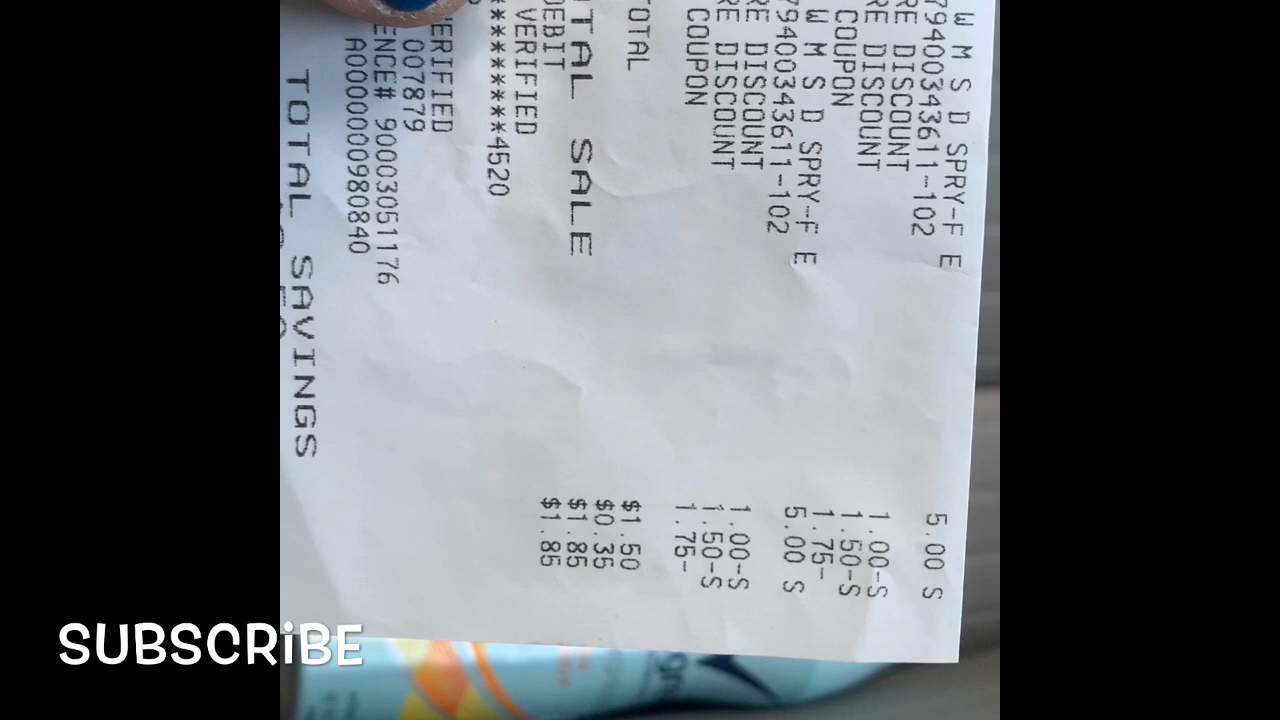 W M S D SPRY-F E
79400343611-102 5.00 S
RE DISCOUNT
RE DISCOUNT 1.00-S
COUPON 1.50-S
1.75-
W M S D SPRY-F E
79400343611-102 5.00 S
RE DISCOUNT
RE DISCOUNT 1.00-S
COUPON 1.50-S
1.75-
OTAL $1.50
$0.35
TAL SALE $1.85
DEBIT $1.85
VERIFIED
********4520
ERIFIED
007879
ENCE# 90003051176
A0000000980840
TOTAL SAVINGS
SUBSCRiBE